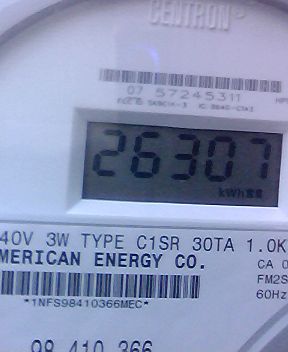 CENTRON®
07 57245311
26307
kWh
40V 3W TYPE C1SR 30TA 1.0K
MERICAN ENERGY CO.
CA 0
FM2S
60Hz
*1NFS98410366MEC*
98 410 366